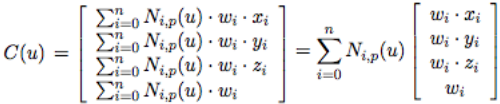 C(u) = [ ∑_{i=0}^{n} N_{i,p}(u) · w_i · x_i
∑_{i=0}^{n} N_{i,p}(u) · w_i · y_i
∑_{i=0}^{n} N_{i,p}(u) · w_i · z_i
∑_{i=0}^{n} N_{i,p}(u) · w_i ] = ∑_{i=0}^{n} N_{i,p}(u) [ w_i · x_i
w_i · y_i
w_i · z_i
w_i ]